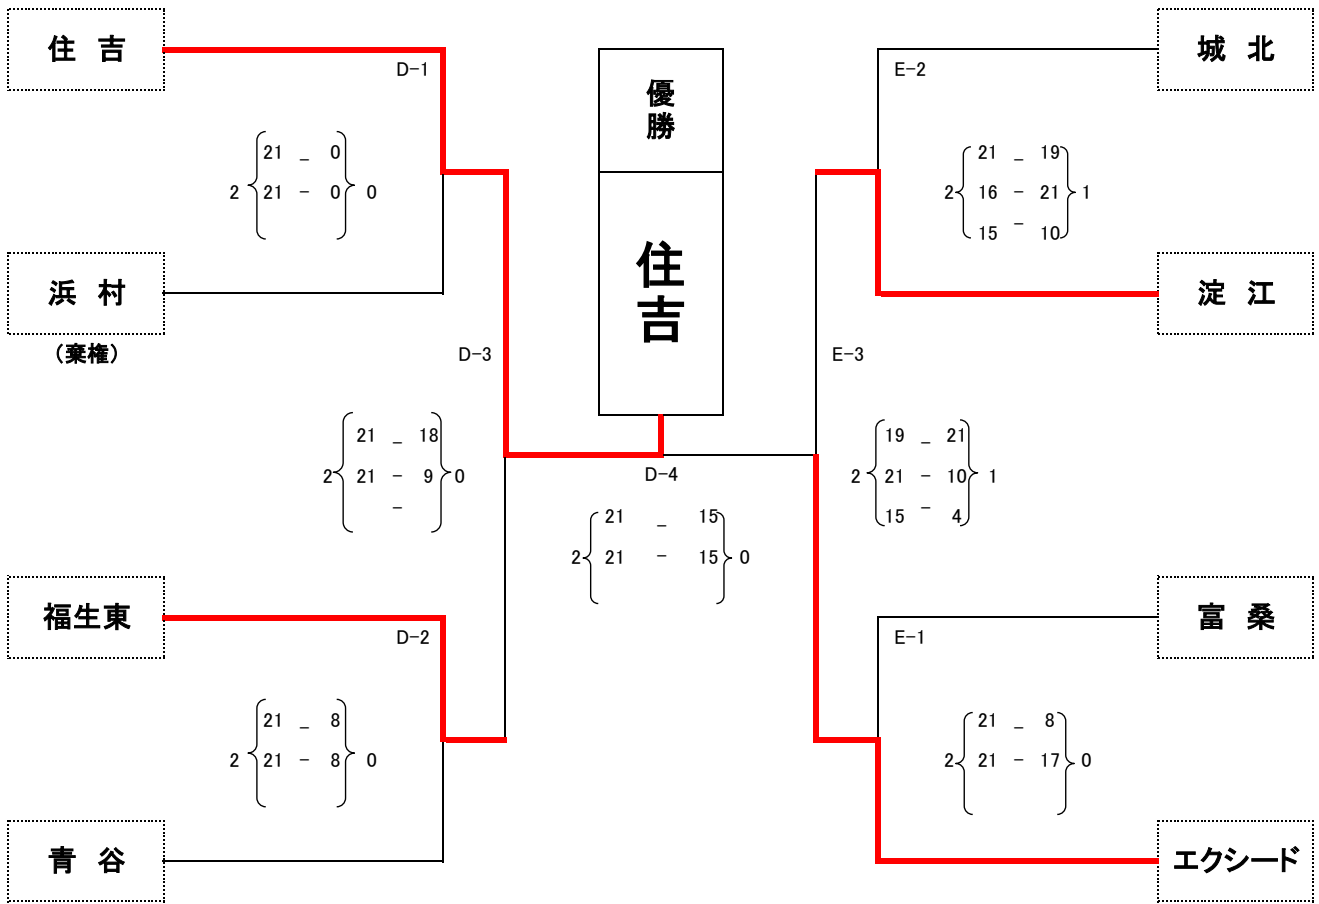 住 吉
城 北
D-1
E-2
優
勝
21 - 0
2 21 - 0 0
21 - 19
2 16 - 21 1
15 - 10
住
吉
浜 村
淀 江
(棄権)
D-3
E-3
21 - 18
2 21 - 9 0
-
19 - 21
2 21 - 10 1
15 - 4
D-4
21 - 15
2 21 - 15 0
福生東
富 桑
D-2
E-1
21 - 8
2 21 - 8 0
21 - 8
2 21 - 17 0
青 谷
エクシード